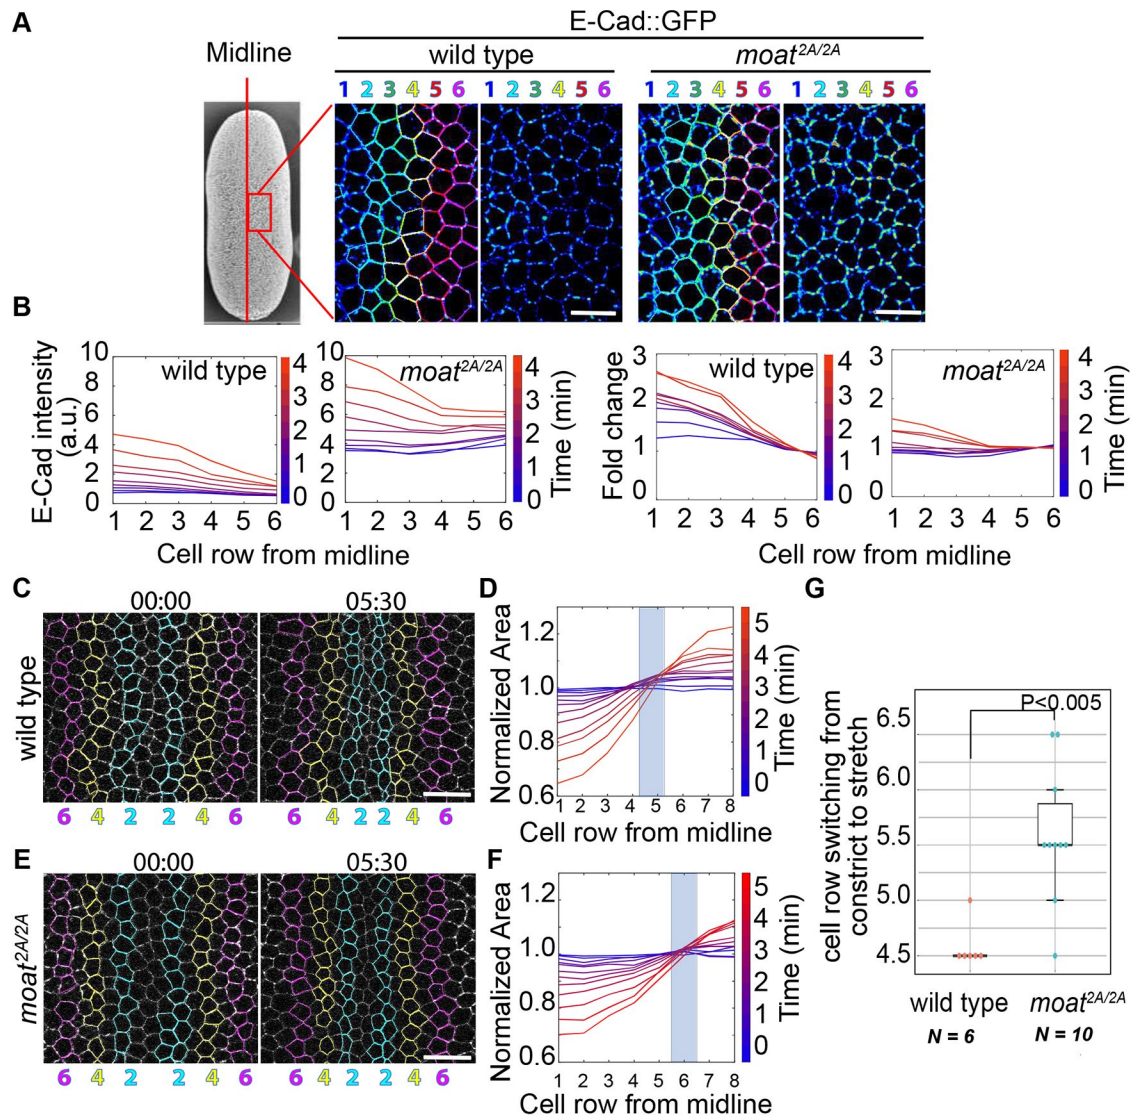 A
E-Cad::GFP
Midline
wild type
moat2A/2A
1 2 3 4 5 6
1 2 3 4 5 6
1 2 3 4 5 6
1 2 3 4 5 6
B
E-Cad intensity
(a.u.)
10
8
6
4
2
0
wild type
1 2 3 4 5 6
4
3
2
1
0
10
8
6
4
2
0
moat2A/2A
1 2 3 4 5 6
4
3
2
1
0
Time (min)
Cell row from midline
Fold change
3
2
1
0
wild type
1 2 3 4 5 6
4
3
2
1
0
3
2
1
0
moat2A/2A
1 2 3 4 5 6
4
3
2
1
0
Time (min)
Cell row from midline
C
00:00
05:30
wild type
6 4 2 2 4 6
6 4 2 2 4 6
D
Normalized Area
1.2
1.0
0.8
0.6
1 2 3 4 5 6 7 8
Cell row from midline
5
4
3
2
1
0
Time (min)
G
cell row switching from
constrict to stretch
6.5
6.0
5.5
5.0
4.5
P<0.005
wild type
moat2A/2A
N = 6
N = 10
E
00:00
05:30
moat2A/2A
6 4 2 2 4 6
6 4 2 2 4 6
F
Normalized Area
1.2
1.0
0.8
0.6
1 2 3 4 5 6 7 8
Cell row from midline
5
4
3
2
1
0
Time (min)